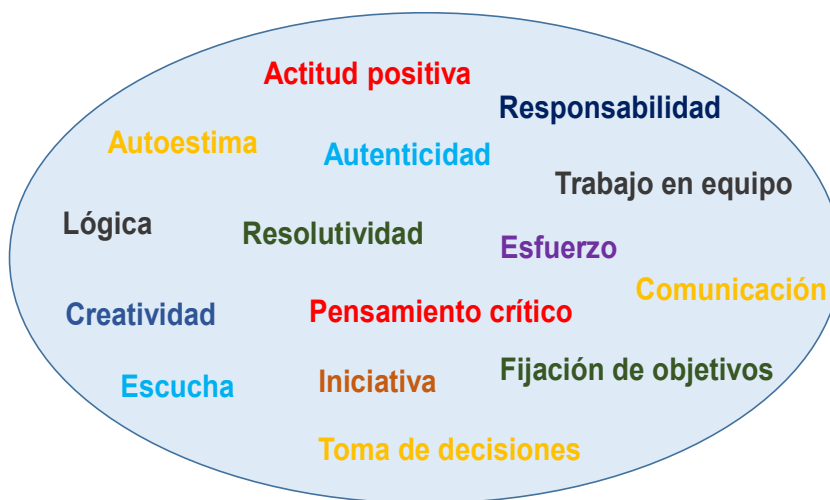 Actitud positiva
Responsabilidad
Autoestima
Autenticidad
Trabajo en equipo
Lógica
Resolutividad
Esfuerzo
Comunicación
Creatividad
Pensamiento crítico
Escucha
Iniciativa
Fijación de objetivos
Toma de decisiones